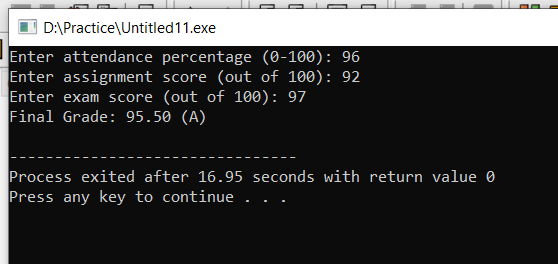 D:\Practice\Untitled11.exe
Enter attendance percentage (0-100): 96
Enter assignment score (out of 100): 92
Enter exam score (out of 100): 97
Final Grade: 95.50 (A)
--------------------------------
Process exited after 16.95 seconds with return value 0
Press any key to continue . . .